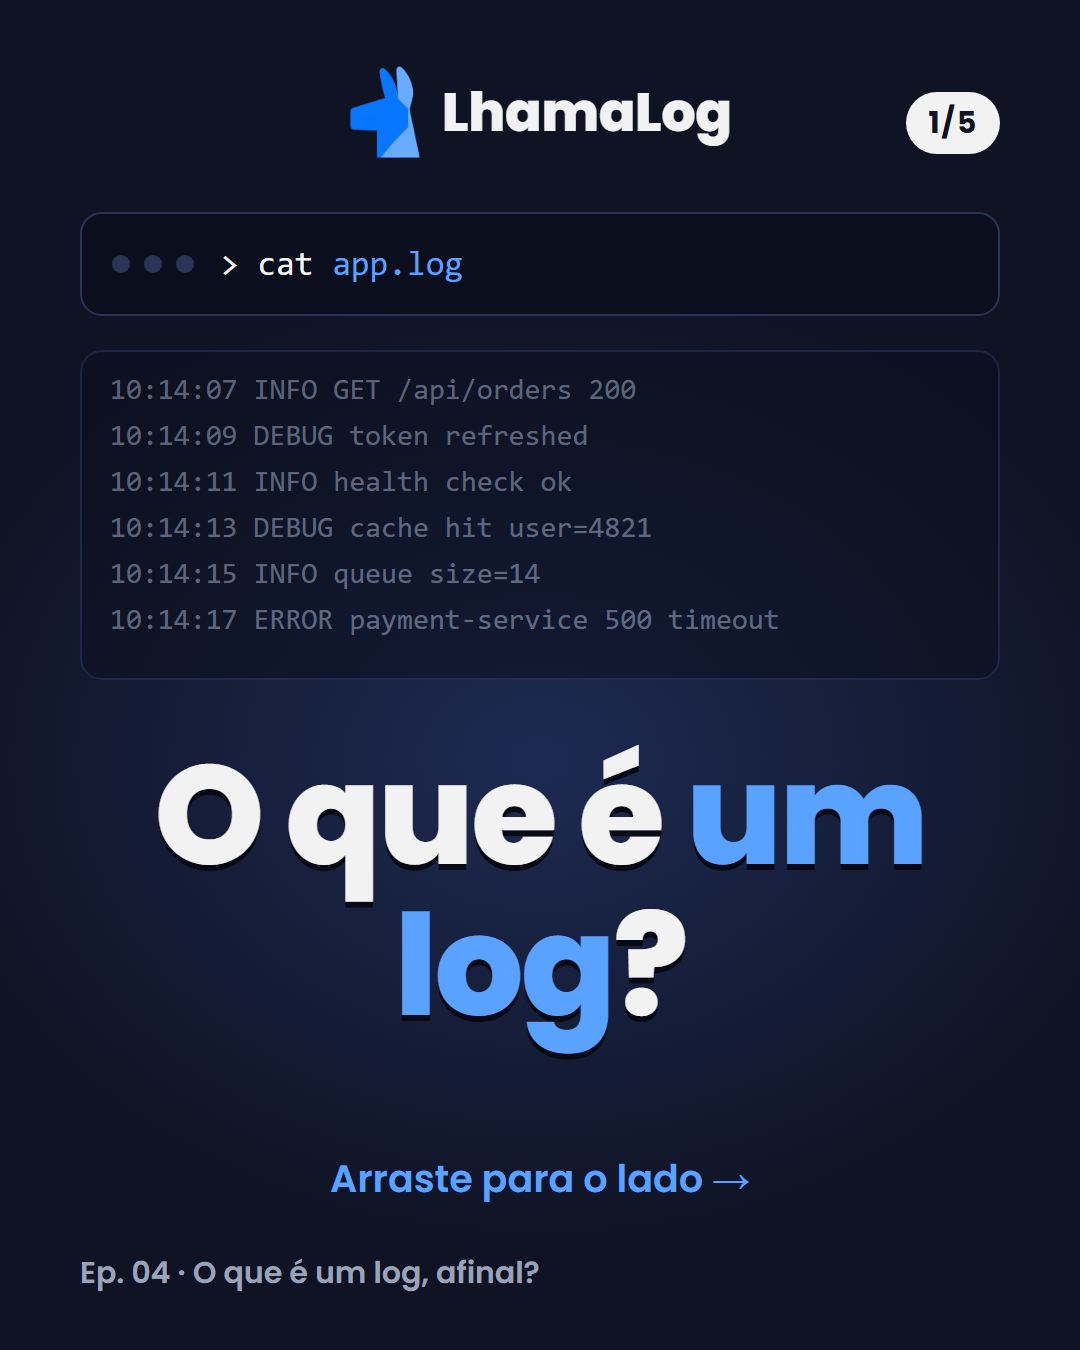 LhamaLog
1/5
> cat app.log
10:14:07 INFO GET /api/orders 200
10:14:09 DEBUG token refreshed
10:14:11 INFO health check ok
10:14:13 DEBUG cache hit user=4821
10:14:15 INFO queue size=14
10:14:17 ERROR payment-service 500 timeout
O que é um
log?
Arraste para o lado →
Ep. 04 · O que é um log, afinal?